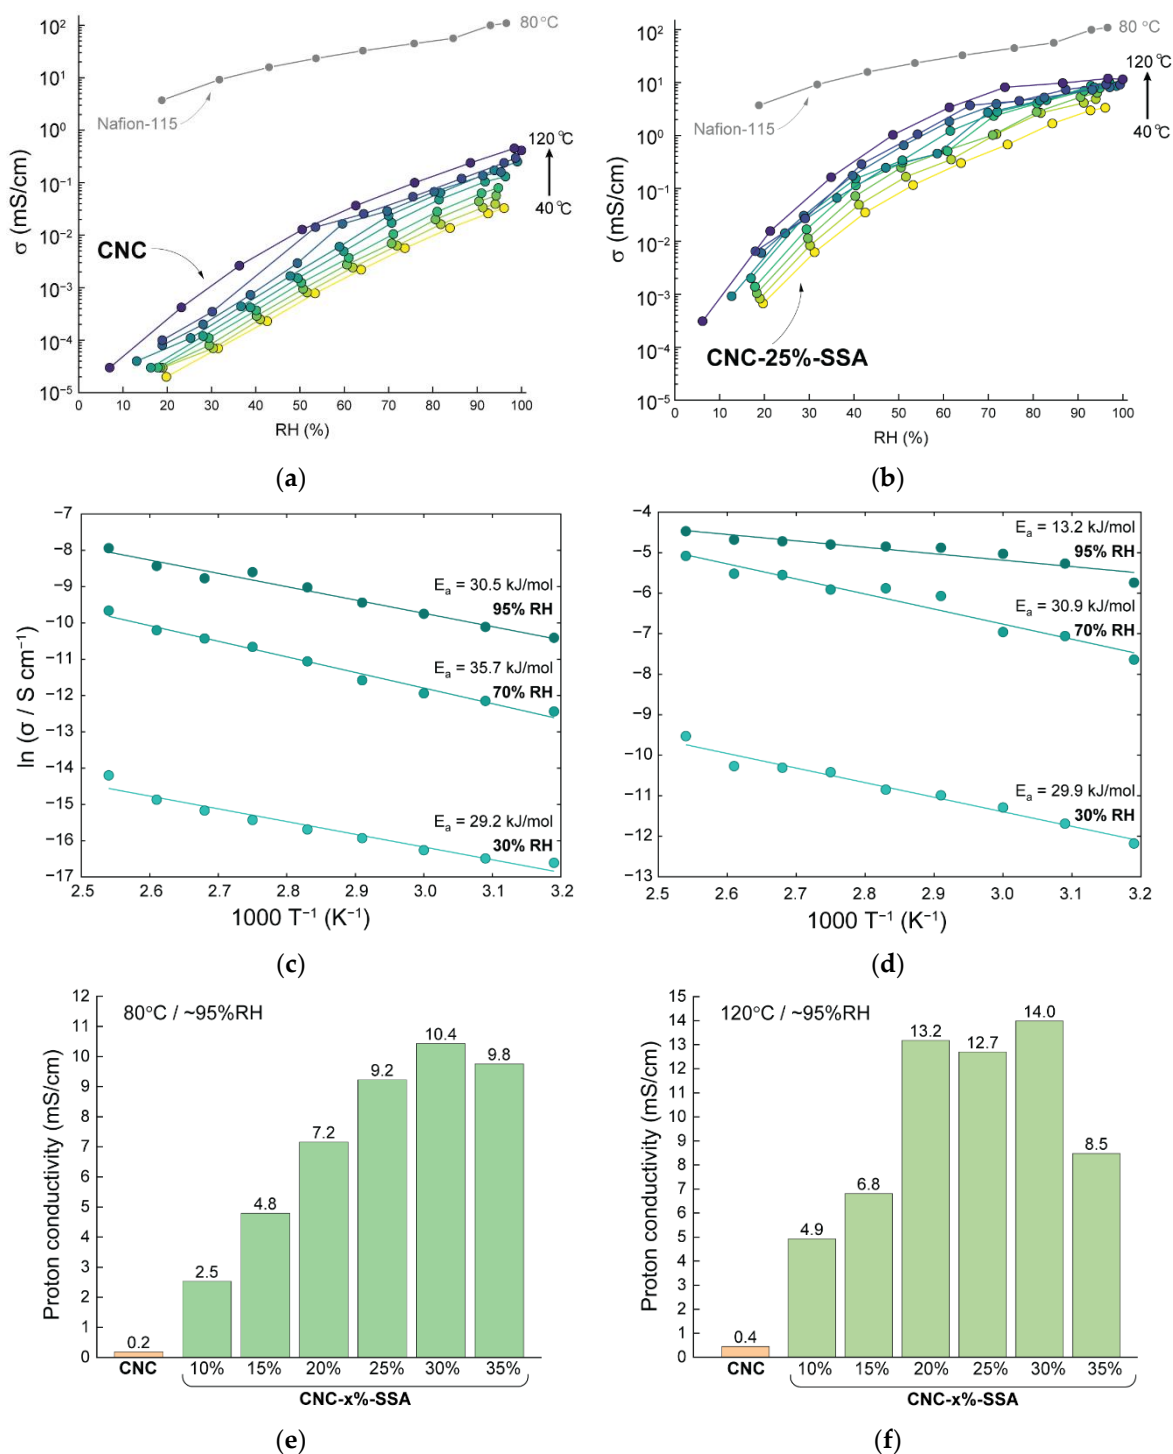 10² 80 °C
10¹
Nafion-115
10⁰
120 °C
10⁻¹
40 °C
10⁻²
CNC
10⁻³
10⁻⁴
10⁻⁵
σ (mS/cm)
0 10 20 30 40 50 60 70 80 90 100
RH (%)
(a)
10² 80 °C
120 °C
10¹
Nafion-115
40 °C
10⁰
10⁻¹
10⁻²
10⁻³
10⁻⁴
CNC-25%-SSA
10⁻⁵
σ (mS/cm)
0 10 20 30 40 50 60 70 80 90 100
RH (%)
(b)
−7
−8
−9
−10
−11
−12
−13
−14
−15
−16
−17
ln (σ / S cm⁻¹)
Eₐ = 30.5 kJ/mol
95% RH
Eₐ = 35.7 kJ/mol
70% RH
Eₐ = 29.2 kJ/mol
30% RH
2.5 2.6 2.7 2.8 2.9 3.0 3.1 3.2
1000 T⁻¹ (K⁻¹)
(c)
−4
−5
−6
−7
−8
−9
−10
−11
−12
−13
Eₐ = 13.2 kJ/mol
95% RH
Eₐ = 30.9 kJ/mol
70% RH
Eₐ = 29.9 kJ/mol
30% RH
2.5 2.6 2.7 2.8 2.9 3.0 3.1 3.2
1000 T⁻¹ (K⁻¹)
(d)
12
11
10
9
8
7
6
5
4
3
2
1
0
Proton conductivity (mS/cm)
80°C / ~95%RH
0.2 2.5 4.8 7.2 9.2 10.4 9.8
CNC 10% 15% 20% 25% 30% 35%
CNC-x%-SSA
(e)
15
14
13
12
11
10
9
8
7
6
5
4
3
2
1
0
Proton conductivity (mS/cm)
120°C / ~95%RH
0.4 4.9 6.8 13.2 12.7 14.0 8.5
CNC 10% 15% 20% 25% 30% 35%
CNC-x%-SSA
(f)